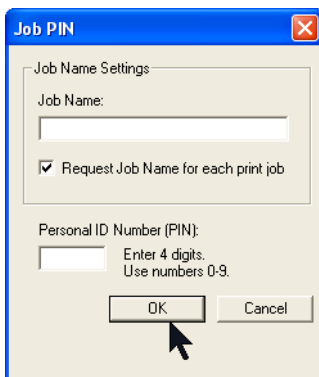 Job PIN
Job Name Settings
Job Name:
Request Job Name for each print job
Personal ID Number (PIN):
Enter 4 digits.
Use numbers 0-9.
OK
Cancel